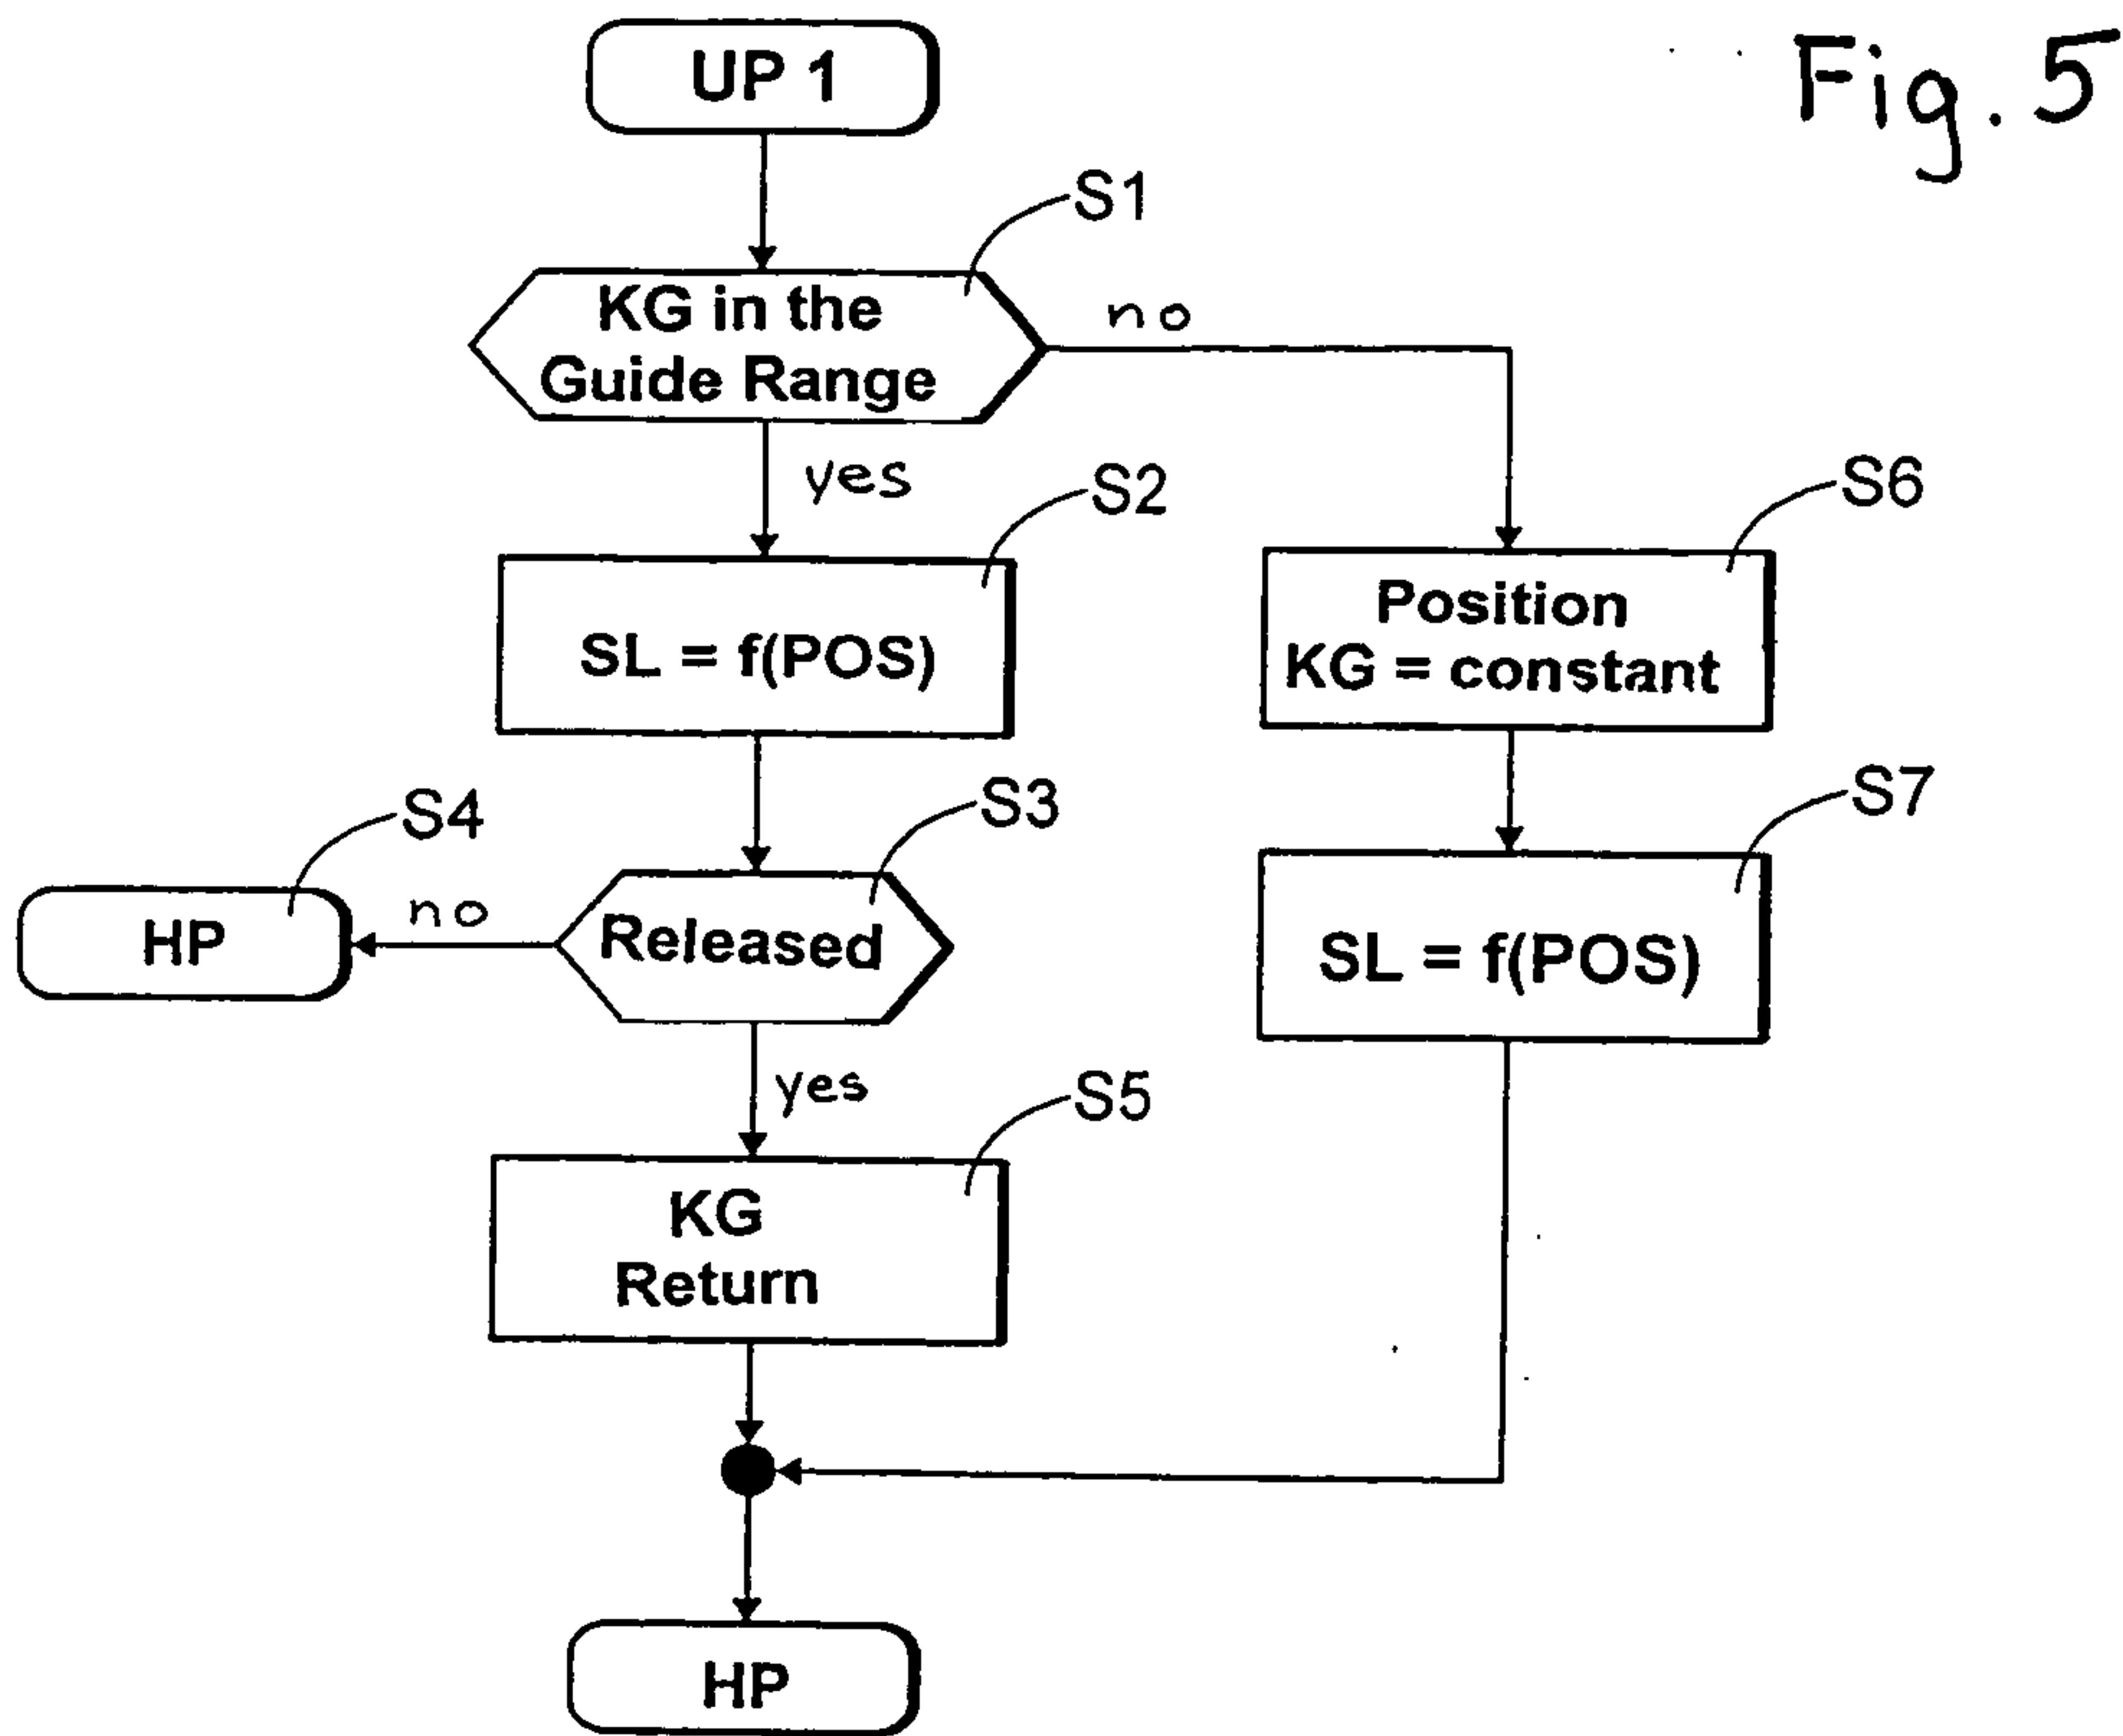 Fig. 5
UP 1
S1
KG in the
Guide Range
no
yes
S2
SL = f(POS)
S6
Position
KG = constant
S3
Released
S4
HP
no
S7
SL = f(POS)
yes
S5
KG
Return
HP